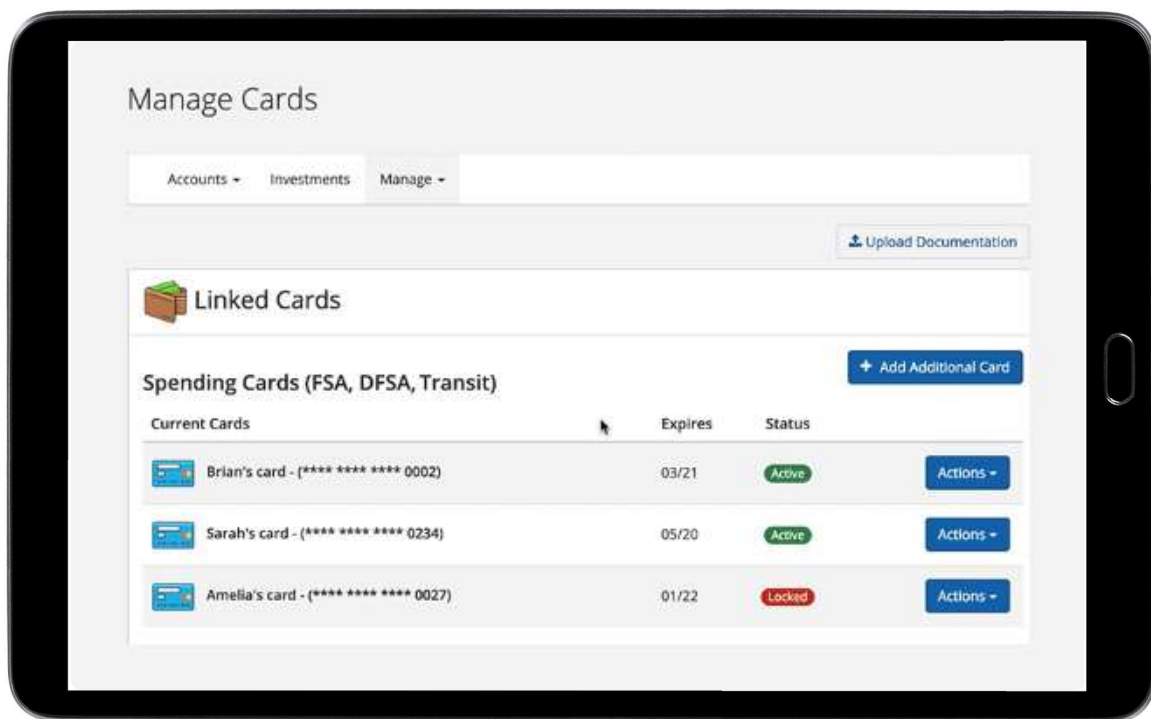 Manage Cards
Accounts Investments Manage
Upload Documentation
Linked Cards
+ Add Additional Card
Spending Cards (FSA, DFSA, Transit)
Current Cards Expires Status
Brian's card - (**** **** **** 0002) 03/21 Active Actions
Sarah's card - (**** **** **** 0234) 05/20 Active Actions
Amelia's card - (**** **** **** 0027) 01/22 Locked Actions